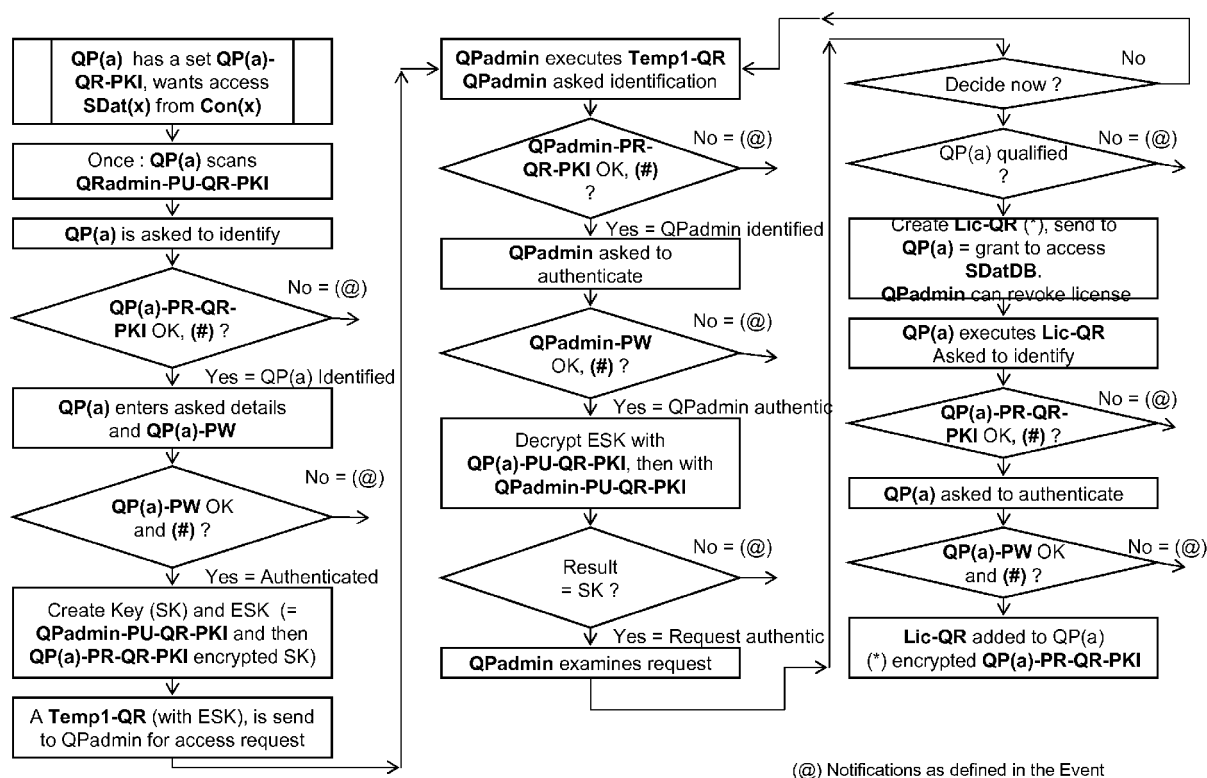 QP(a) has a set QP(a)-
QR-PKI, wants access
SDat(x) from Con(x)
Once : QP(a) scans
QRadmin-PU-QR-PKI
QP(a) is asked to identify
No = (@)
QP(a)-PR-QR-
PKI OK, (#) ?
Yes = QP(a) Identified
QP(a) enters asked details
and QP(a)-PW
No = (@)
QP(a)-PW OK
and (#) ?
Yes = Authenticated
Create Key (SK) and ESK (=
QPadmin-PU-QR-PKI and then
QP(a)-PR-QR-PKI encrypted SK)
A Temp1-QR (with ESK), is send
to QPadmin for access request
QPadmin executes Temp1-QR
QPadmin asked identification
No = (@)
QPadmin-PR-
QR-PKI OK, (#)
?
Yes = QPadmin identified
QPadmin asked to
authenticate
No = (@)
QPadmin-PW
OK, (#) ?
Yes = QPadmin authentic
Decrypt ESK with
QP(a)-PU-QR-PKI, then with
QPadmin-PU-QR-PKI
No = (@)
Result
= SK ?
Yes = Request authentic
QPadmin examines request
No
Decide now ?
No = (@)
QP(a) qualified
?
Create Lic-QR (*), send to
QP(a) = grant to access
SDatDB.
QPadmin can revoke license
QP(a) executes Lic-QR
Asked to identify
No = (@)
QP(a)-PR-QR-
PKI OK, (#) ?
QP(a) asked to authenticate
No = (@)
QP(a)-PW OK
and (#) ?
Lic-QR added to QP(a)
(*) encrypted QP(a)-PR-QR-PKI
(@) Notifications as defined in the Event